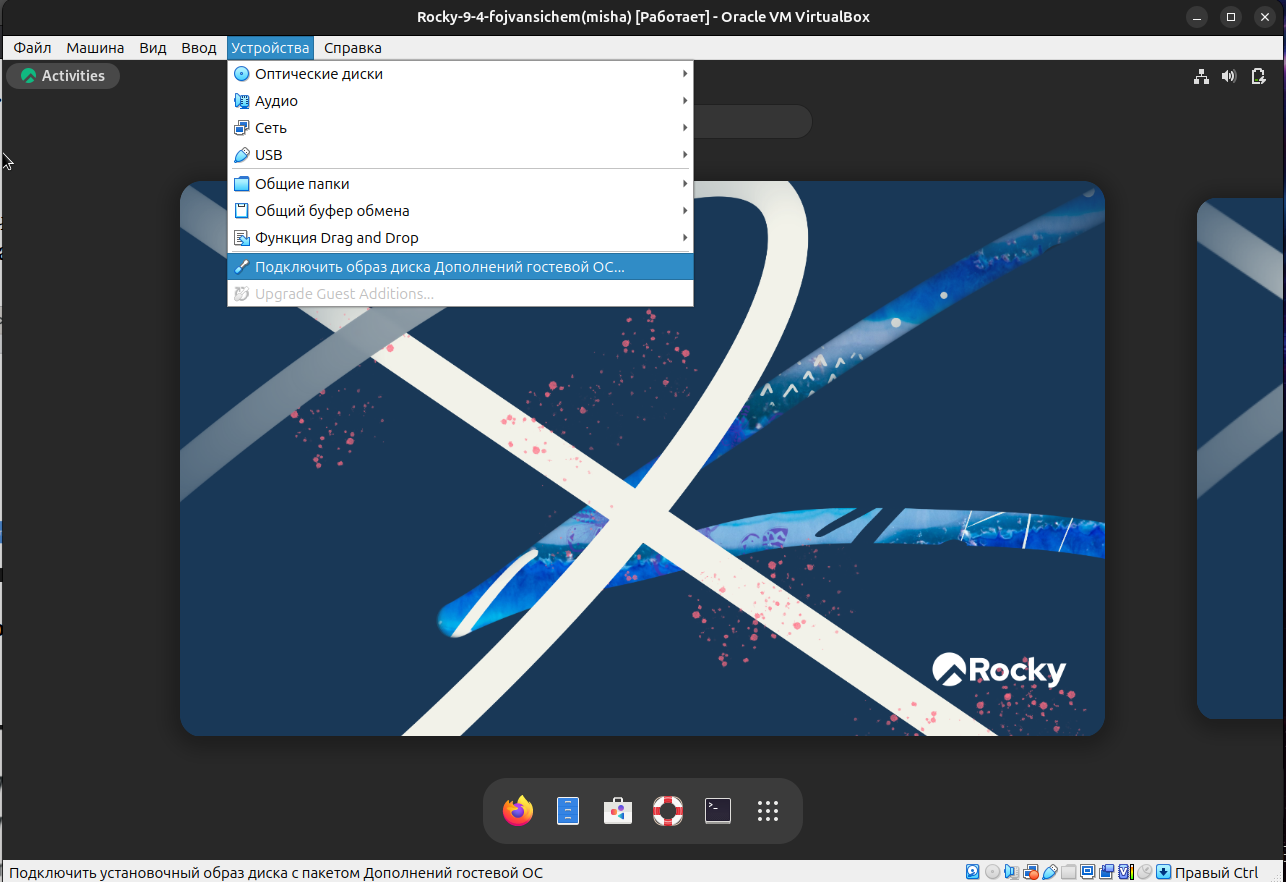 Rocky-9-4-fojvansichem(misha) [Работает] - Oracle VM VirtualBox
Файл Машина Вид Ввод Устройства Справка
Activities
Оптические диски
Аудио
Сеть
USB
Общие папки
Общий буфер обмена
Функция Drag and Drop
Подключить образ диска Дополнений гостевой ОС...
Upgrade Guest Additions...
Rocky
Подключить установочный образ диска с пакетом Дополнений гостевой ОС
Правый Ctrl